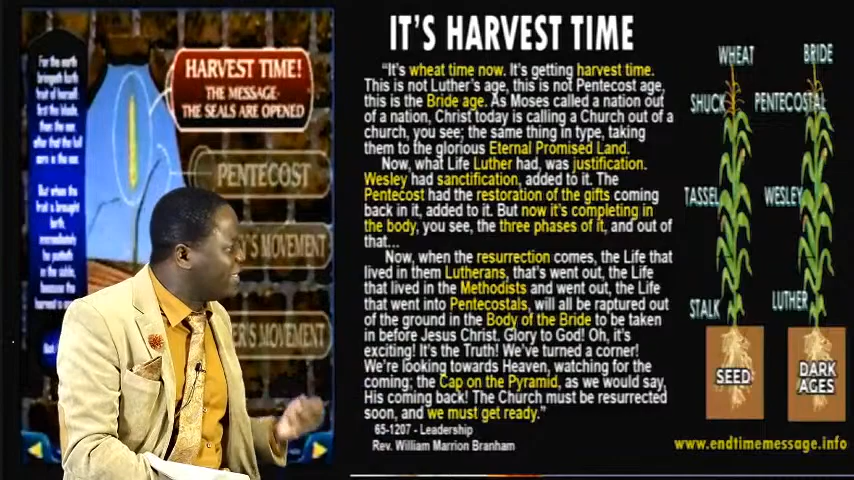 For the earth
bringeth forth
fruit of herself;
first the blade,
then the ear,
after that the full
corn in the ear.
But when the
fruit is brought
forth,
immediately
he putteth
in the sickle,
because the
harvest is
HARVEST TIME!
THE MESSAGE-
THE SEALS ARE OPENED
PENTECOST
'S MOVEMENT
ER'S MOVEMENT
IT'S HARVEST TIME
“It's wheat time now. It's getting harvest time.
This is not Luther's age, this is not Pentecost age,
this is the Bride age. As Moses called a nation out
of a nation, Christ today is calling a Church out of a
church, you see; the same thing in type, taking
them to the glorious Eternal Promised Land.
Now, what Life Luther had, was justification.
Wesley had sanctification, added to it. The
Pentecost had the restoration of the gifts coming
back in it, added to it. But now it's completing in
the body, you see, the three phases of it, and out of
that...
Now, when the resurrection comes, the Life that
lived in them Lutherans, that's went out, the Life
that lived in the Methodists and went out, the Life
that went into Pentecostals, will all be raptured out
of the ground in the Body of the Bride to be taken
in before Jesus Christ. Glory to God! Oh, it's
exciting! It's the Truth! We've turned a corner!
We're looking towards Heaven, watching for the
coming; the Cap on the Pyramid, as we would say,
His coming back! The Church must be resurrected
soon, and we must get ready.”
65-1207 - Leadership
Rev. William Marrion Branham
WHEAT
BRIDE
SHUCK
PENTECOSTAL
TASSEL
WESLEY
STALK
LUTHER
SEED
DARK
AGES
www.endtimemessage.info